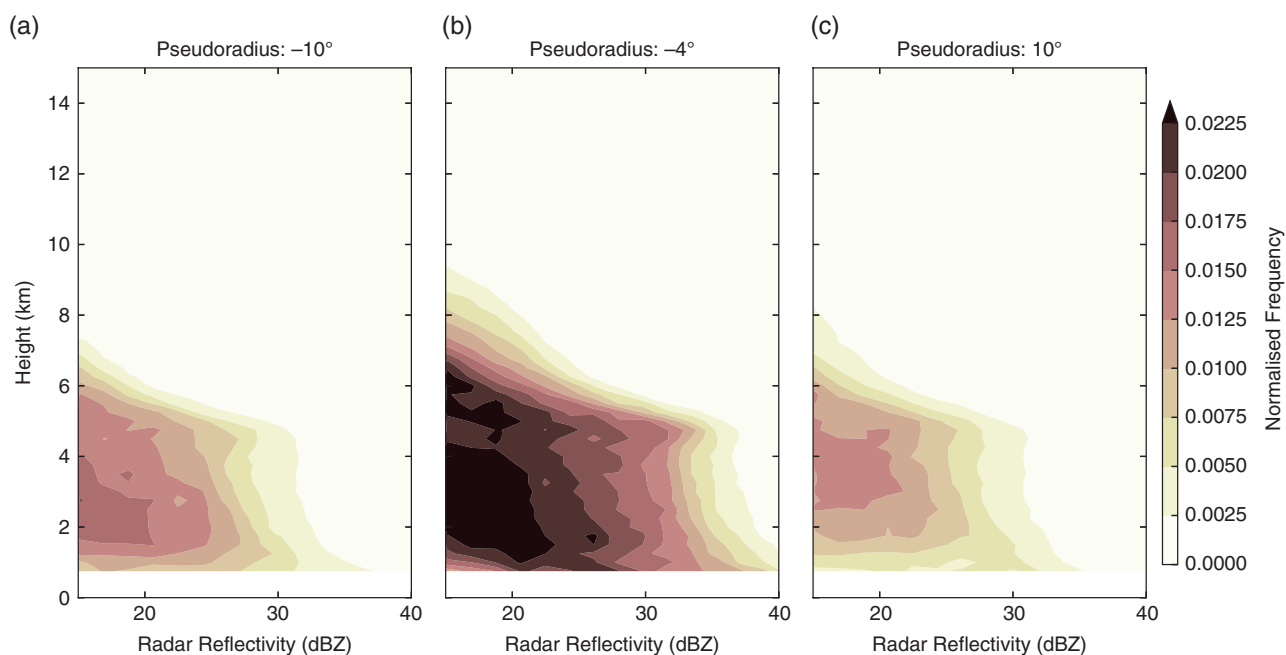 (a)
Pseudoradius: –10°
(b)
Pseudoradius: –4°
(c)
Pseudoradius: 10°
14
12
10
8
6
4
2
0
Height (km)
20
30
40
Radar Reflectivity (dBZ)
20
30
40
Radar Reflectivity (dBZ)
20
30
40
Radar Reflectivity (dBZ)
0.0225
0.0200
0.0175
0.0150
0.0125
0.0100
0.0075
0.0050
0.0025
0.0000
Normalised Frequency